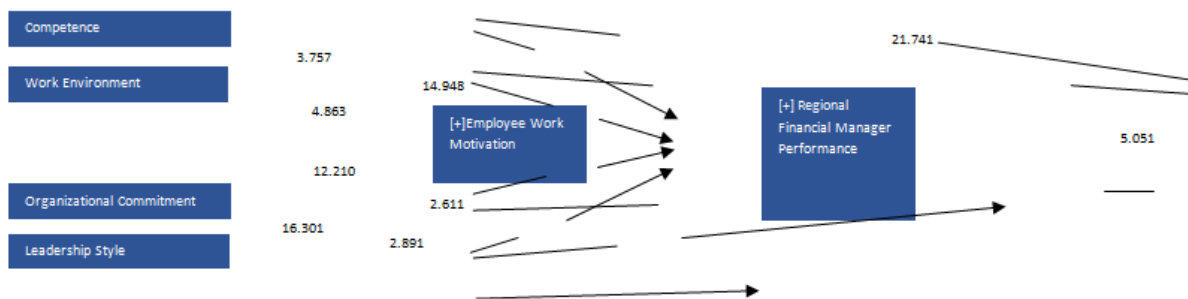 Competence
21.741
3.757
Work Environment
14.948
4.863
[+]Employee Work
Motivation
[+] Regional
Financial Manager
Performance
5.051
12.210
Organizational Commitment
2.611
16.301
2.891
Leadership Style